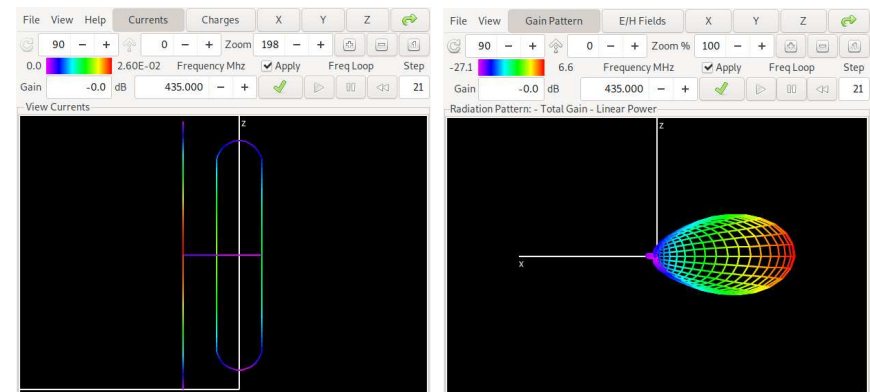 File View Help Currents Charges X Y Z
90 − + 0 − + Zoom 198 − +
0.0 2.60E-02 Frequency Mhz Apply Freq Loop Step
Gain -0.0 dB 435.000 − + 21
View Currents
z
File View Gain Pattern E/H Fields X Y Z
90 − + 0 − + Zoom % 100 − +
-27.1 6.6 Frequency MHz Apply Freq Loop Step
Gain -0.0 dB 435.000 − + 21
Radiation Pattern: - Total Gain - Linear Power
z
x